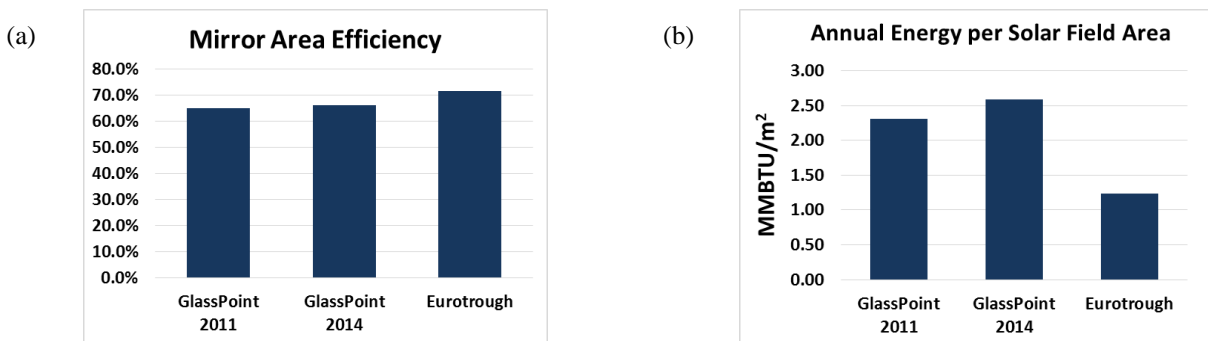 (a)
Mirror Area Efficiency
80.0%
70.0%
60.0%
50.0%
40.0%
30.0%
20.0%
10.0%
0.0%
GlassPoint
2011
GlassPoint
2014
Eurotrough
(b)
Annual Energy per Solar Field Area
MMBTU/m²
3.00
2.50
2.00
1.50
1.00
0.50
0.00
GlassPoint
2011
GlassPoint
2014
Eurotrough